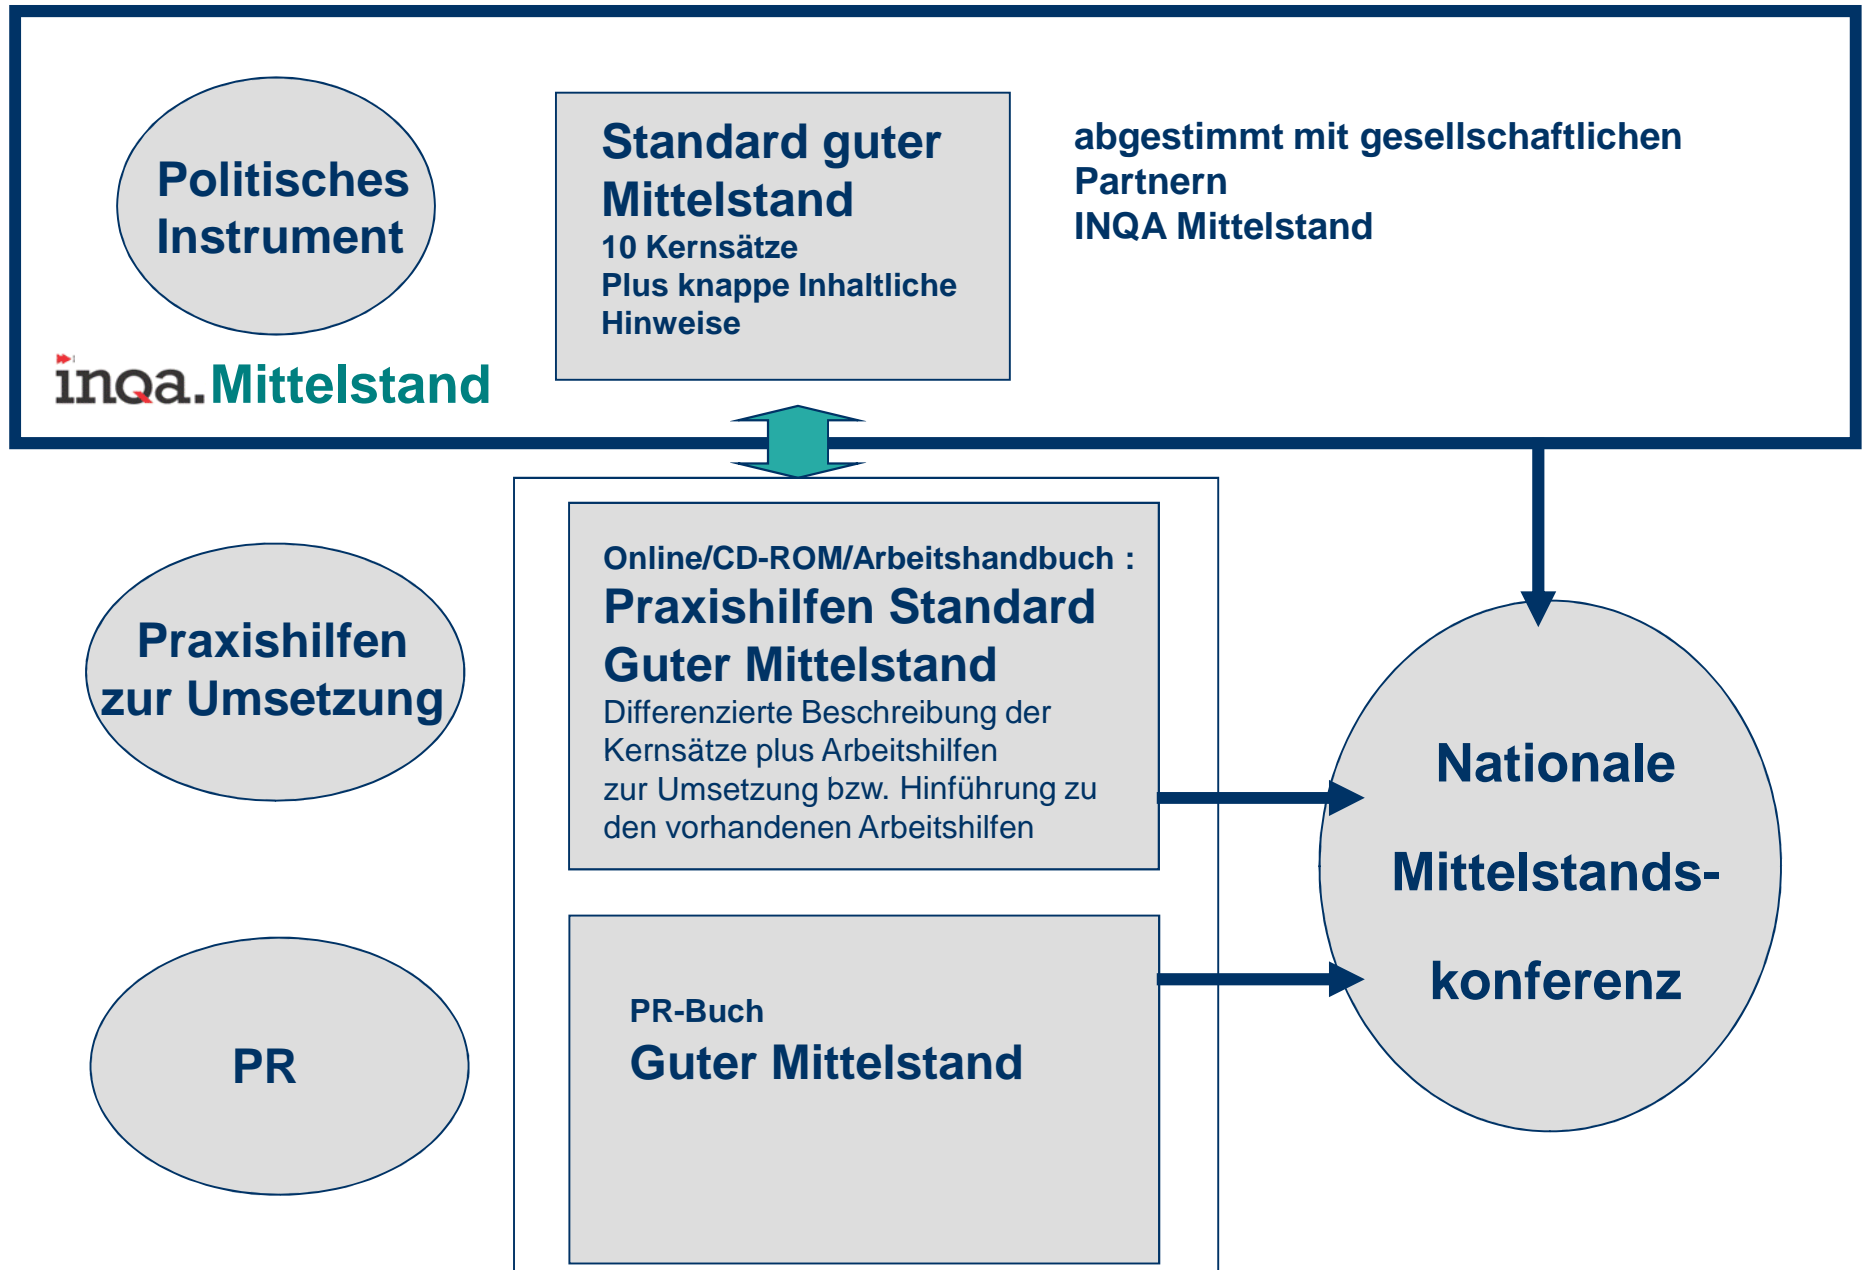 Politisches
Instrument
Standard guter
Mittelstand
10 Kernsätze
Plus knappe Inhaltliche
Hinweise
abgestimmt mit gesellschaftlichen
Partnern
INQA Mittelstand
inqa.Mittelstand
Praxishilfen
zur Umsetzung
Online/CD-ROM/Arbeitshandbuch :
Praxishilfen Standard
Guter Mittelstand
Differenzierte Beschreibung der
Kernsätze plus Arbeitshilfen
zur Umsetzung bzw. Hinführung zu
den vorhandenen Arbeitshilfen
Nationale
Mittelstands-
konferenz
PR
PR-Buch
Guter Mittelstand